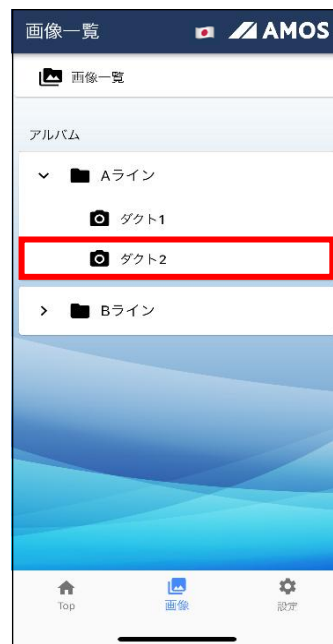 画像一覧 AMOS
画像一覧
アルバム
Aライン
ダクト1
ダクト2
Bライン
Top 画像 設定